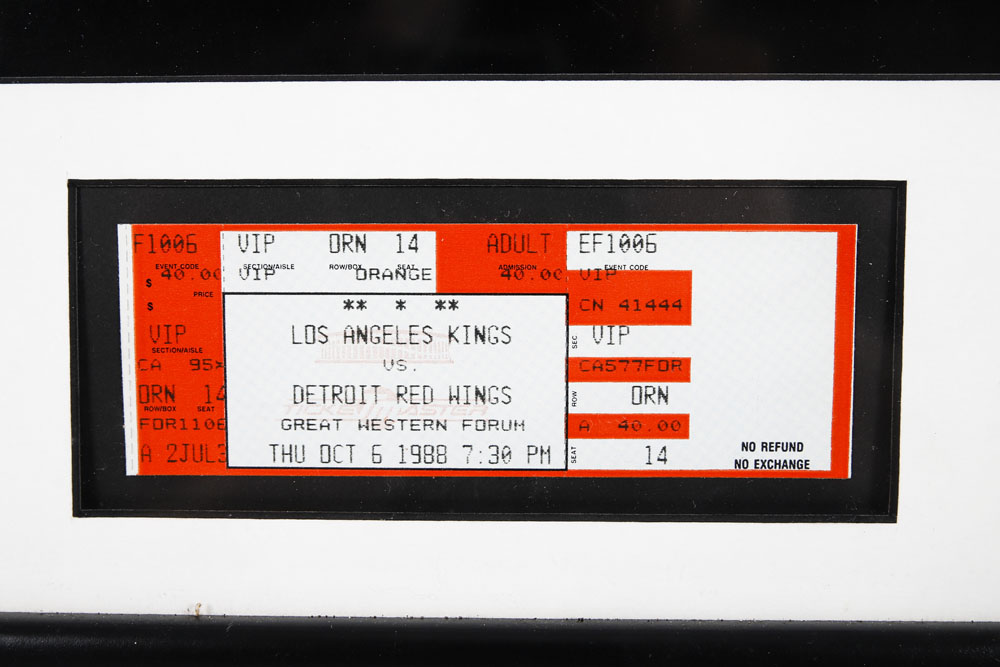 F1006 VIP ORN 14 ADULT EF1006
EVENT CODE SECTION/AISLE ROW/BOX SEAT ADMISSION EVENT CODE
$ 40.00 VIP ORANGE 40.00 VIP
PRICE
$
** * ** CN 41444
VIP LOS ANGELES KINGS SEC VIP
SECTION/AISLE
CA 95* VS. CA577FOR
ORN 14 DETROIT RED WINGS ROW ORN
ROW/BOX SEAT TICKETMASTER
FOR1106 GREAT WESTERN FORUM A 40.00
A 2JUL3 THU OCT 6 1988 7:30 PM SEAT 14
NO REFUND
NO EXCHANGE